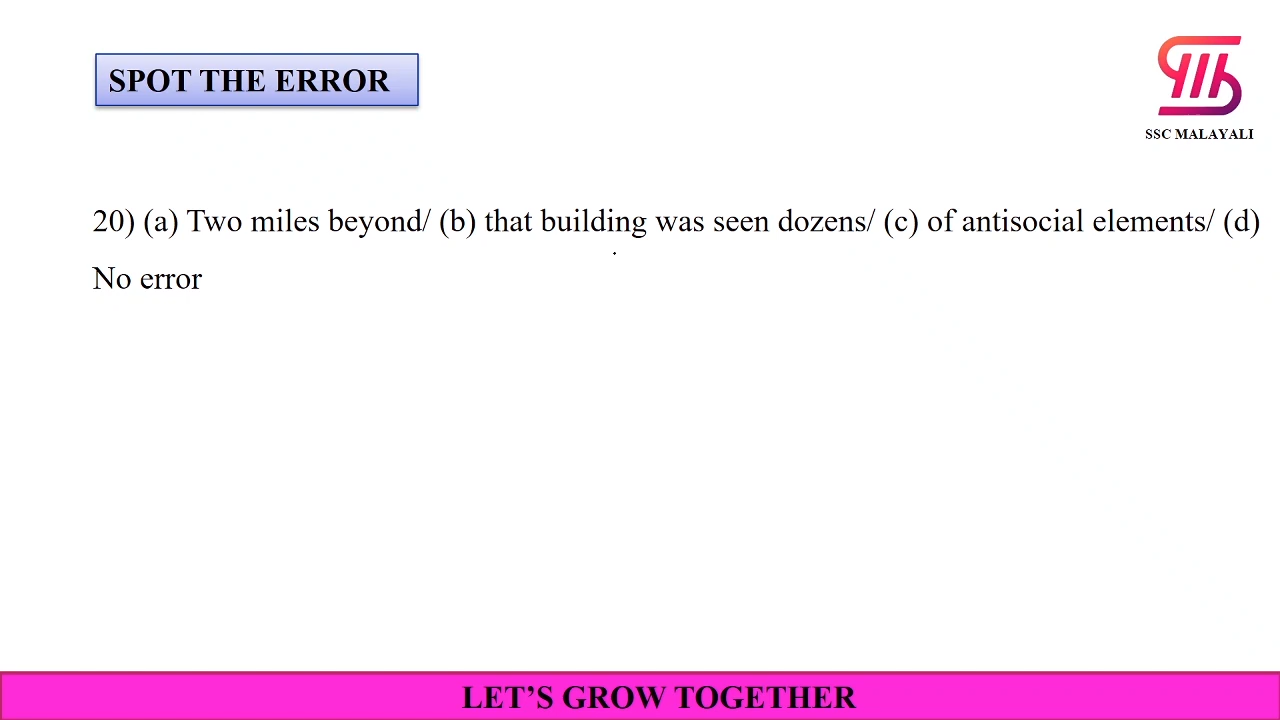 SPOT THE ERROR
SSC MALAYALI
20) (a) Two miles beyond/ (b) that building was seen dozens/ (c) of antisocial elements/ (d)
No error
LET’S GROW TOGETHER